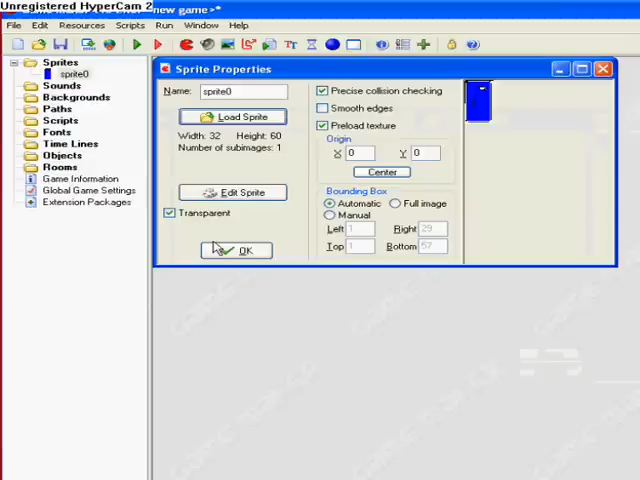 Unregistered HyperCam 2
new game>*
File Edit Resources Scripts Run Window Help
Sprites
sprite0
Sounds
Backgrounds
Paths
Scripts
Fonts
Time Lines
Objects
Rooms
Game Information
Global Game Settings
Extension Packages
Sprite Properties
Name: sprite0
Load Sprite
Width: 32 Height: 60
Number of subimages: 1
Edit Sprite
Transparent
OK
Precise collision checking
Smooth edges
Preload texture
Origin
X 0 Y 0
Center
Bounding Box
Automatic Full image
Manual
Left 1 Right 29
Top 1 Bottom 57